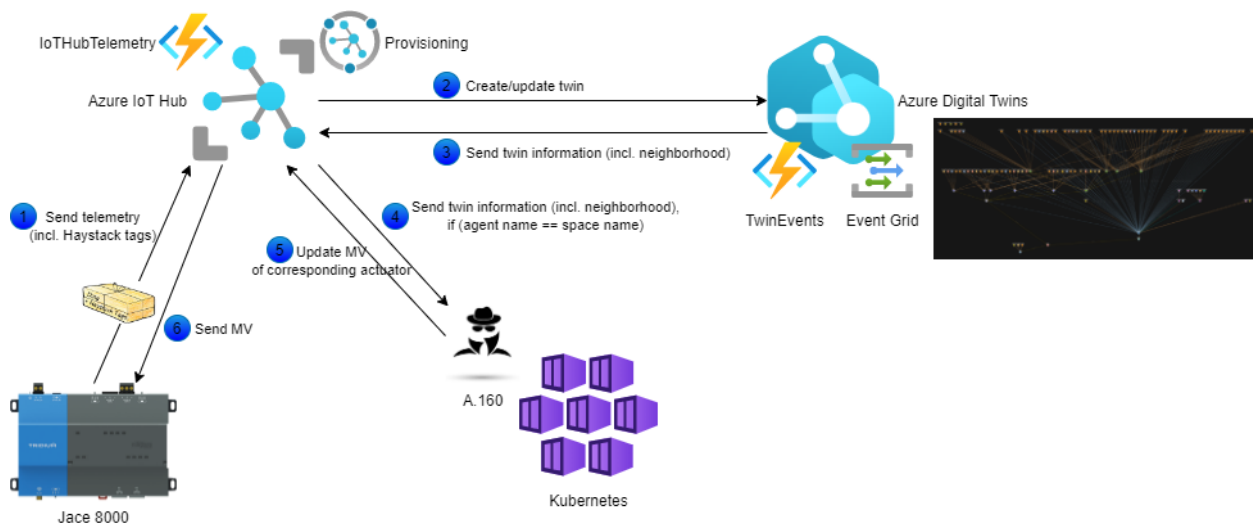 IoTHubTelemetry
Provisioning
Azure IoT Hub
2 Create/update twin
Azure Digital Twins
3 Send twin information (incl. neighborhood)
TwinEvents
Event Grid
1 Send telemetry
(incl. Haystack tags)
4 Send twin information (incl. neighborhood),
if (agent name == space name)
5 Update MV
of corresponding actuator
6 Send MV
A.160
Kubernetes
TRIDIUM
Jace 8000